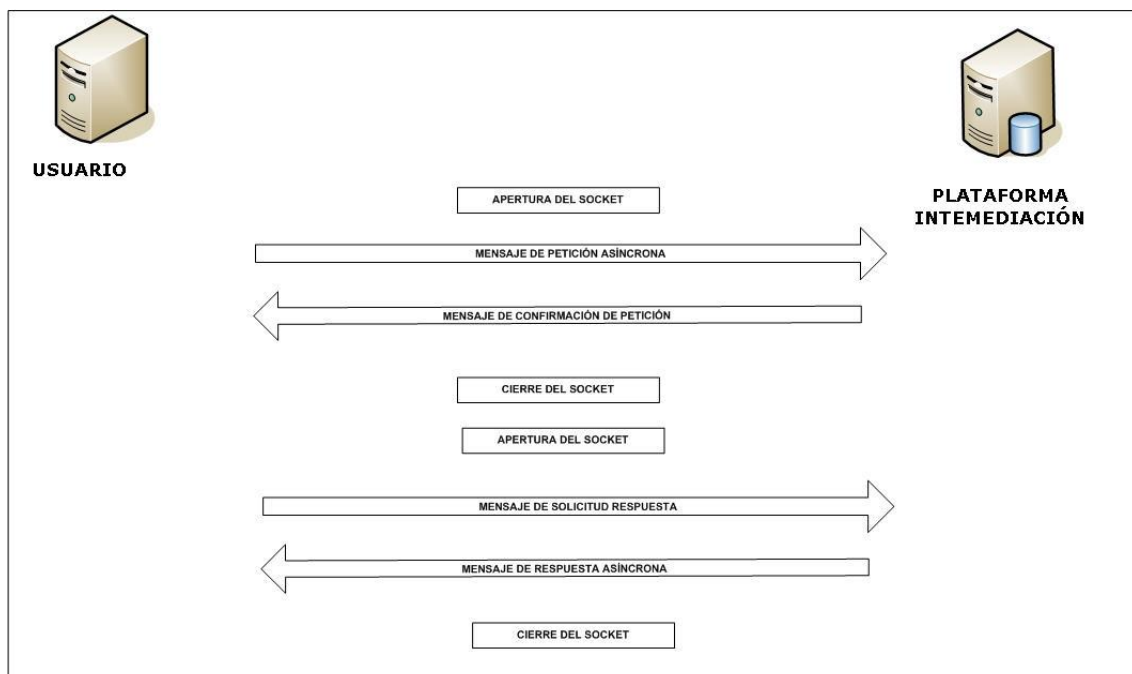 USUARIO
PLATAFORMA
INTEMEDIACIÓN
APERTURA DEL SOCKET
MENSAJE DE PETICIÓN ASÍNCRONA
MENSAJE DE CONFIRMACIÓN DE PETICIÓN
CIERRE DEL SOCKET
APERTURA DEL SOCKET
MENSAJE DE SOLICITUD RESPUESTA
MENSAJE DE RESPUESTA ASÍNCRONA
CIERRE DEL SOCKET